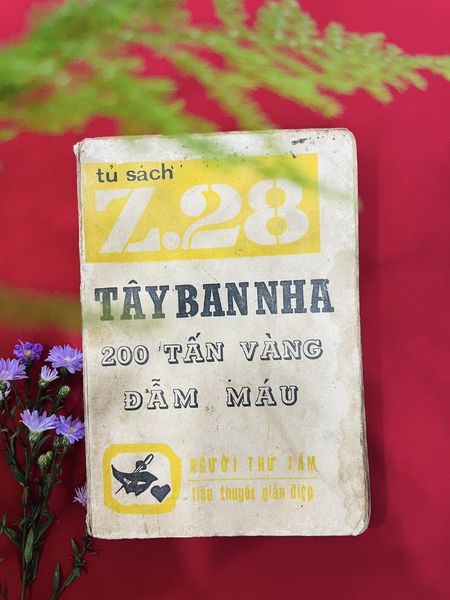 tủ sách
Z.28
TÂY BAN NHA
200 TẤN VÀNG
ĐẪM MÁU
NGƯỜI THỨ TÁM
tiểu thuyết gián điệp